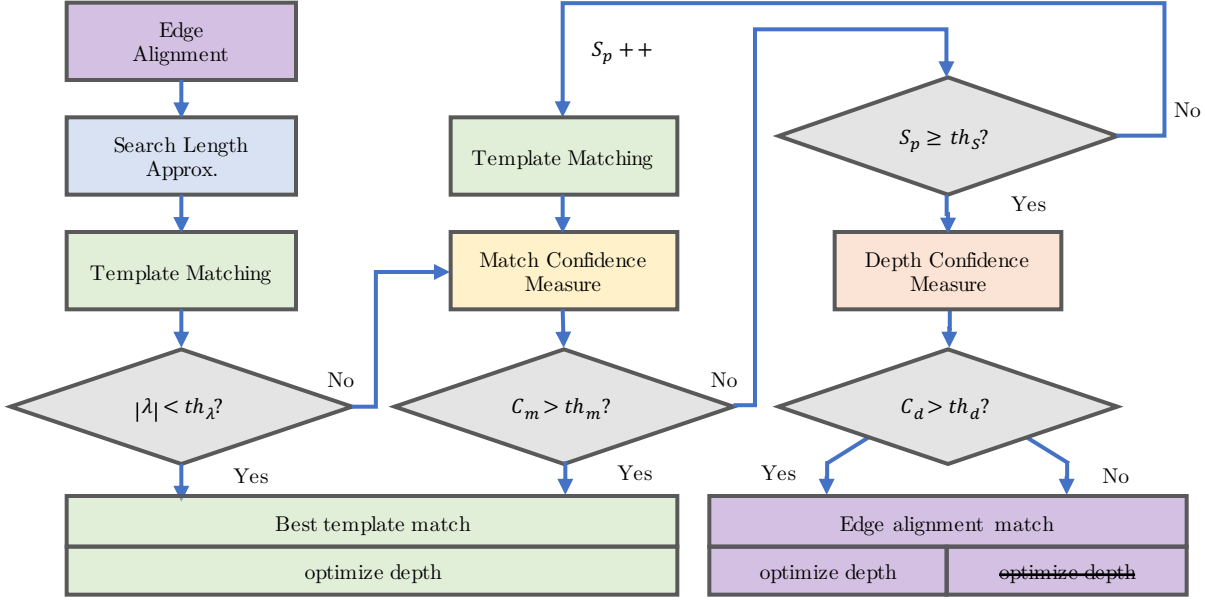 Edge
Alignment
Search Length
Approx.
Template Matching
|λ| < th_λ?
No
Yes
S_p ++
Template Matching
Match Confidence
Measure
C_m > th_m?
No
Yes
S_p ≥ th_S?
No
Yes
Depth Confidence
Measure
C_d > th_d?
Yes
No
Best template match
optimize depth
Edge alignment match
optimize depth
optimize depth